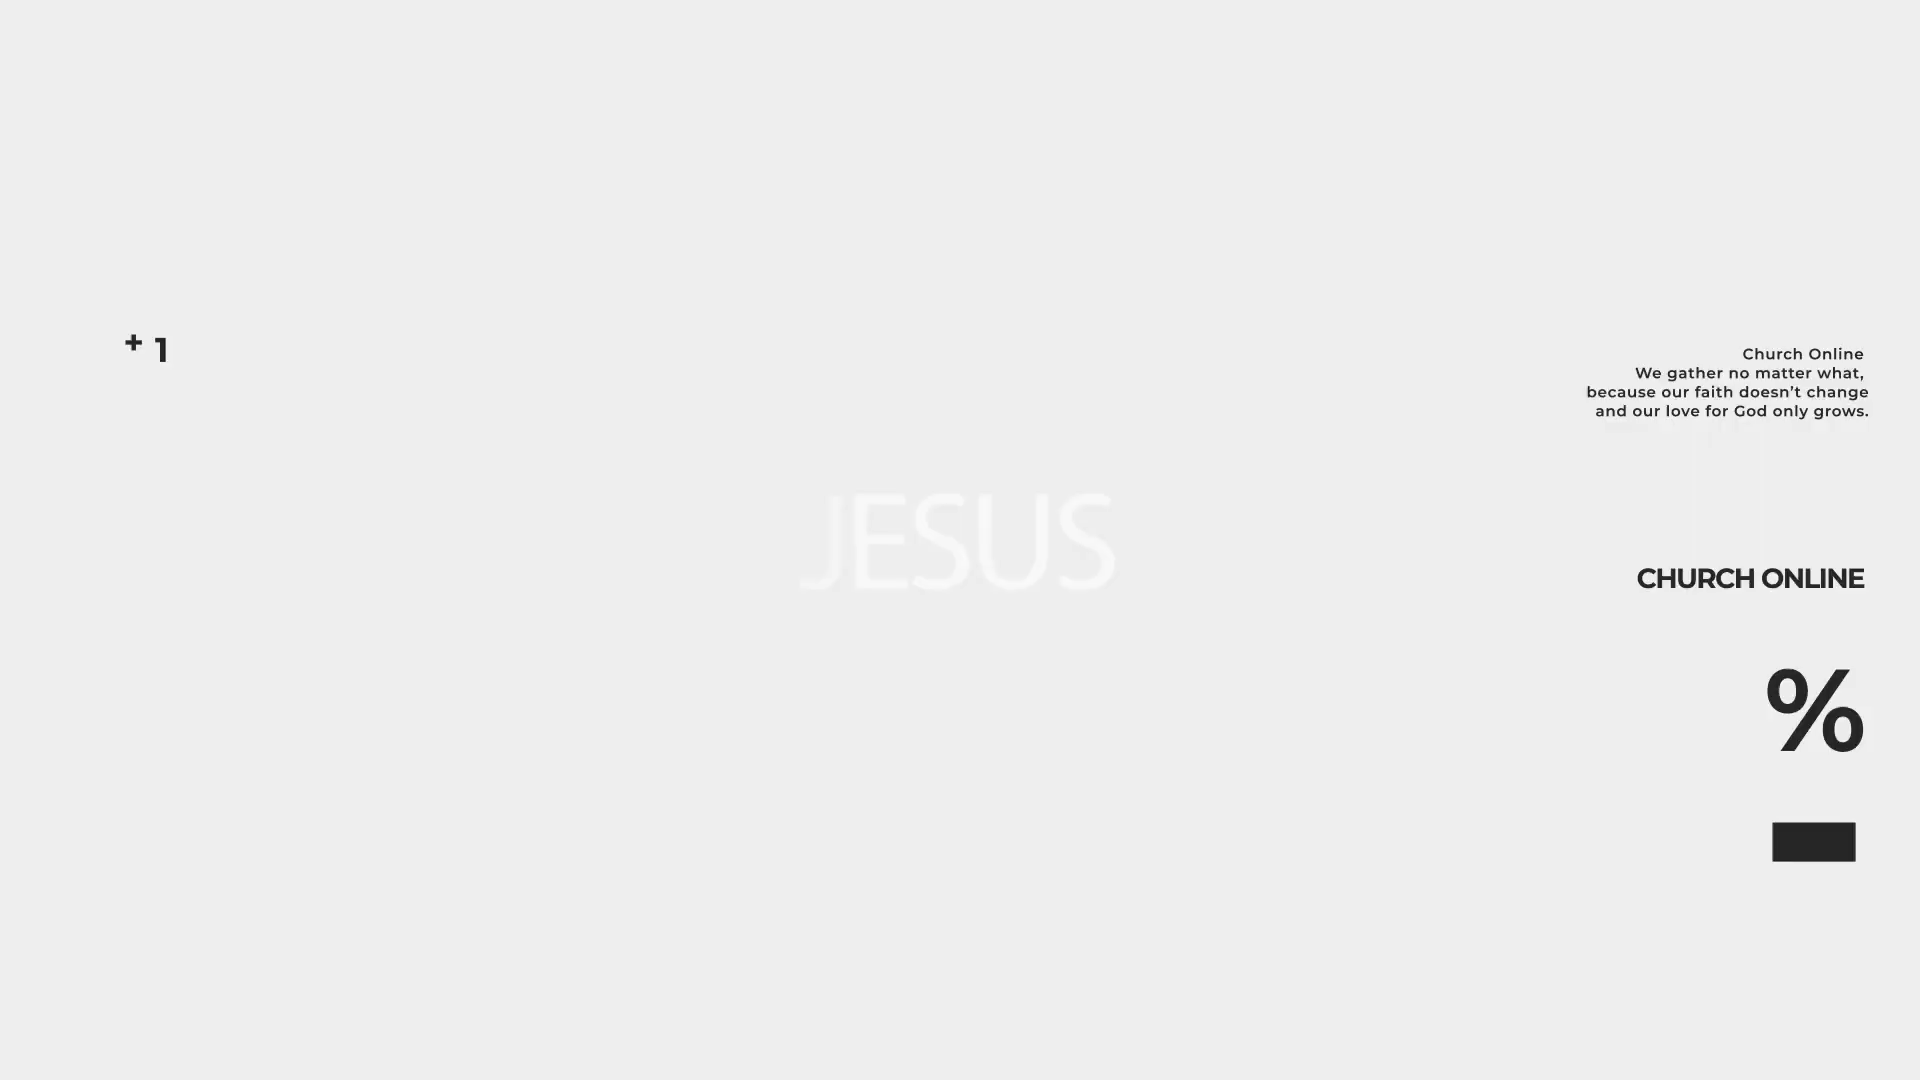 + 1
Church Online
We gather no matter what,
because our faith doesn’t change
and our love for God only grows.
JESUS
CHURCH ONLINE
%